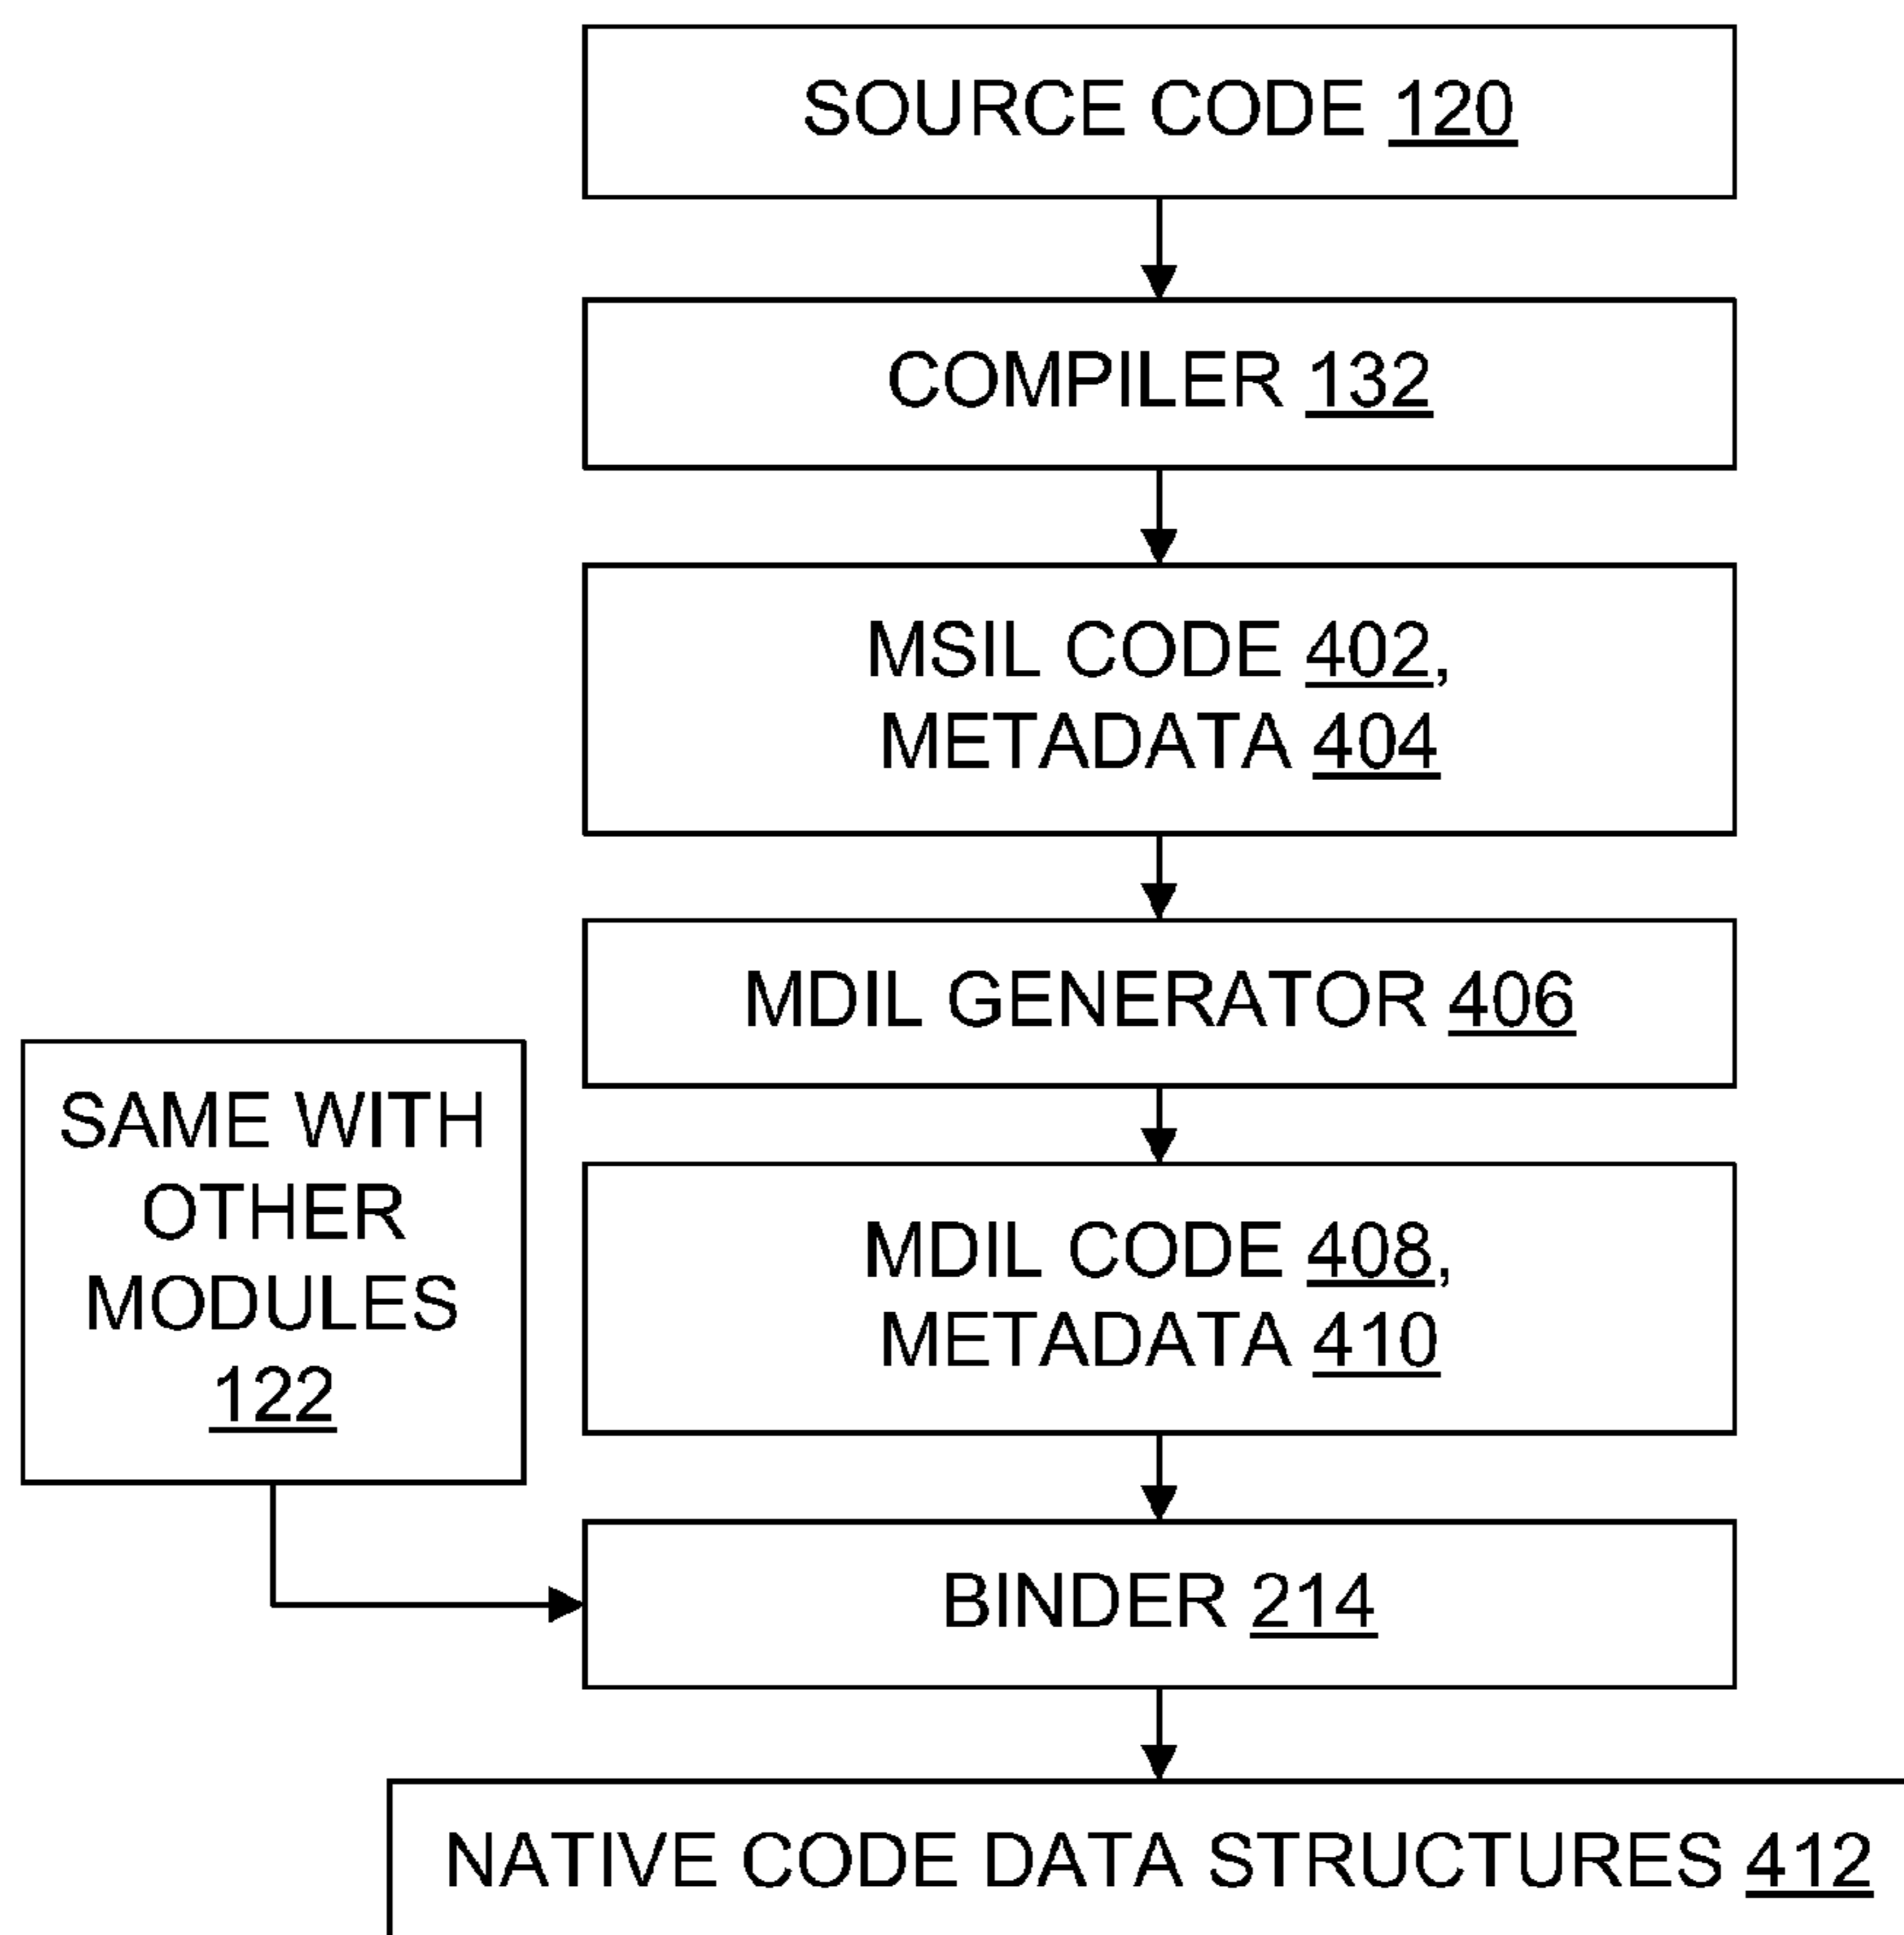 SOURCE CODE 120
COMPILER 132
MSIL CODE 402,
METADATA 404
MDIL GENERATOR 406
SAME WITH
OTHER
MODULES
122
MDIL CODE 408,
METADATA 410
BINDER 214
NATIVE CODE DATA STRUCTURES 412